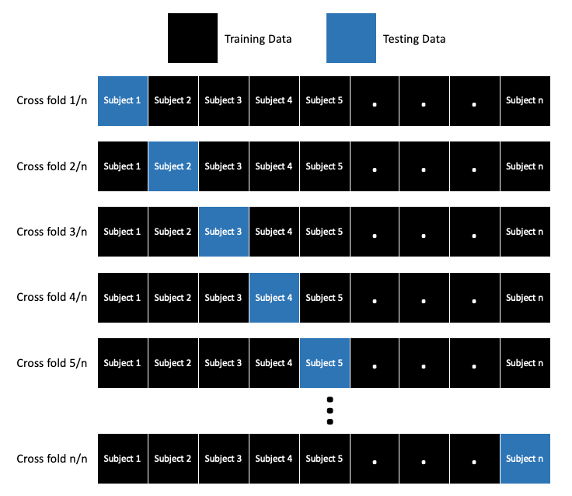 Training Data Testing Data
Cross fold 1/n Subject 1 Subject 2 Subject 3 Subject 4 Subject 5 . . . Subject n
Cross fold 2/n Subject 1 Subject 2 Subject 3 Subject 4 Subject 5 . . . Subject n
Cross fold 3/n Subject 1 Subject 2 Subject 3 Subject 4 Subject 5 . . . Subject n
Cross fold 4/n Subject 1 Subject 2 Subject 3 Subject 4 Subject 5 . . . Subject n
Cross fold 5/n Subject 1 Subject 2 Subject 3 Subject 4 Subject 5 . . . Subject n
Cross fold n/n Subject 1 Subject 2 Subject 3 Subject 4 Subject 5 . . . Subject n